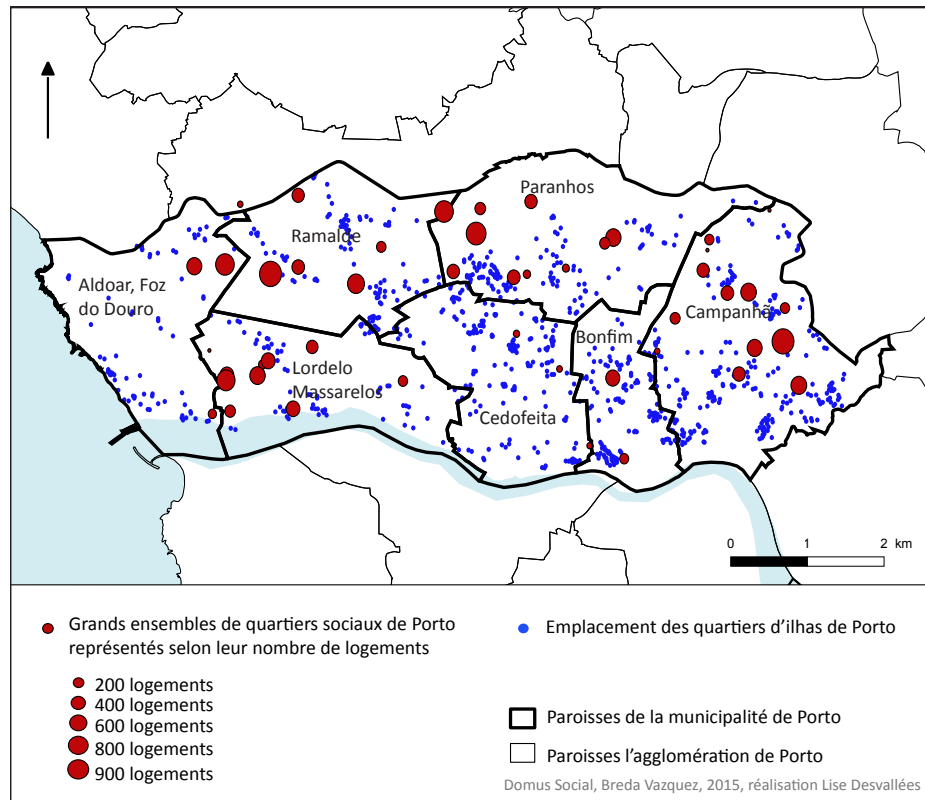 Paranhos
Ramalde
Aldoar, Foz
do Douro
Campanhã
Bonfim
Lordelo
Massarelos
Cedofeita
0 1 2 km
Grands ensembles de quartiers sociaux de Porto
représentés selon leur nombre de logements
200 logements
400 logements
600 logements
800 logements
900 logements
Emplacement des quartiers d'ilhas de Porto
Paroisses de la municipalité de Porto
Paroisses l'agglomération de Porto
Domus Social, Breda Vazquez, 2015, réalisation Lise Desvallées